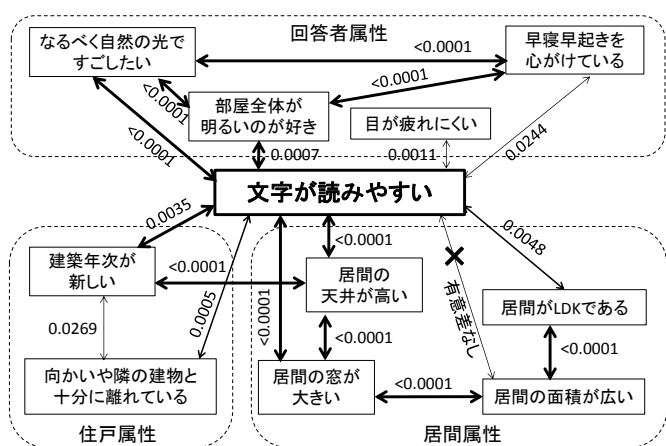 回答者属性
なるべく自然の光で
すごしたい
<0.0001
早寝早起きを
心がけている
<0.0001
<0.0001
部屋全体が
明るいのが好き
目が疲れにくい
<0.0001
0.0007
0.0011
0.0244
文字が読みやすい
0.0035
0.0048
建築年次が
新しい
<0.0001
<0.0001
居間の
天井が高い
有意差なし
居間がLDKである
0.0269
0.0005
<0.0001
<0.0001
<0.0001
向かいや隣の建物と
十分に離れている
居間の窓が
大きい
<0.0001
居間の面積が広い
住戸属性
居間属性